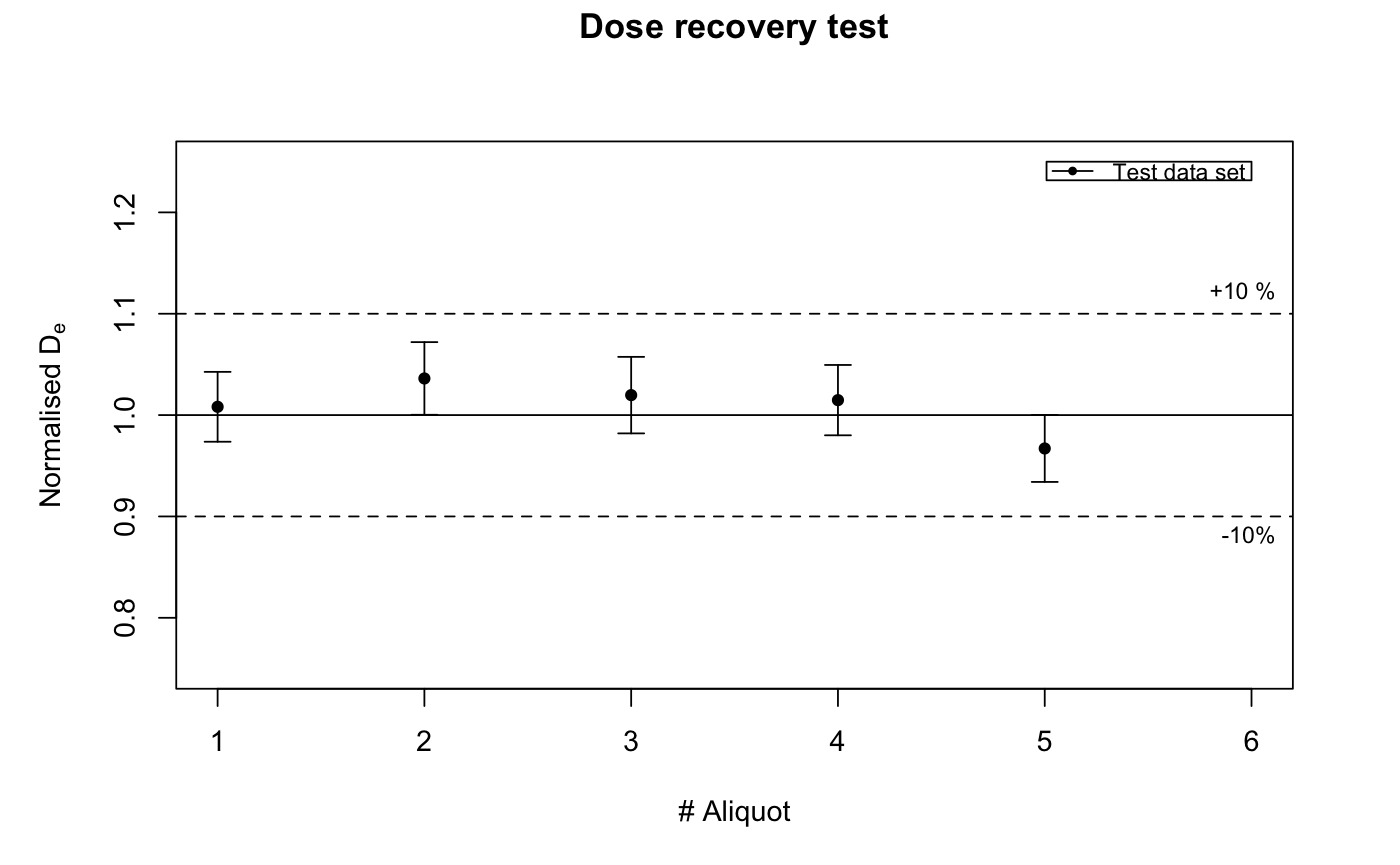 Dose recovery test
Test data set
+10 %
-10%
Normalised De
1.2
1.1
1.0
0.9
0.8
1 2 3 4 5 6
# Aliquot